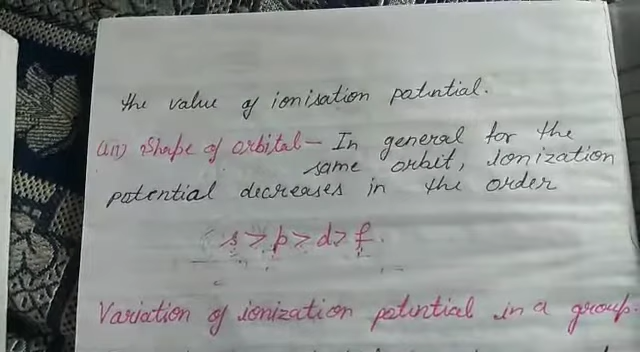 the value of ionisation potential.
(iii) Shape of orbital - In general for the
same orbit, ionization
potential decreases in the order
s > p > d > f.
Variation of ionization potential in a group.